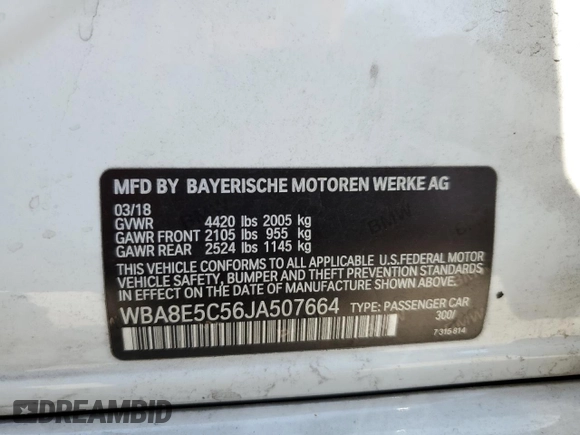 MFD BY BAYERISCHE MOTOREN WERKE AG
03/18
GVWR 4420 lbs 2005 kg
GAWR FRONT 2105 lbs 955 kg
GAWR REAR 2524 lbs 1145 kg
THIS VEHICLE CONFORMS TO ALL APPLICABLE U.S.FEDERAL MOTOR
VEHICLE SAFETY, BUMPER, AND THEFT PREVENTION STANDARDS
IN EFFECT ON THE DATE OF MANUFACTURE SHOWN ABOVE.
WBA8E5C56JA507664 TYPE: PASSENGER CAR
300/
7315814
DREAMBID